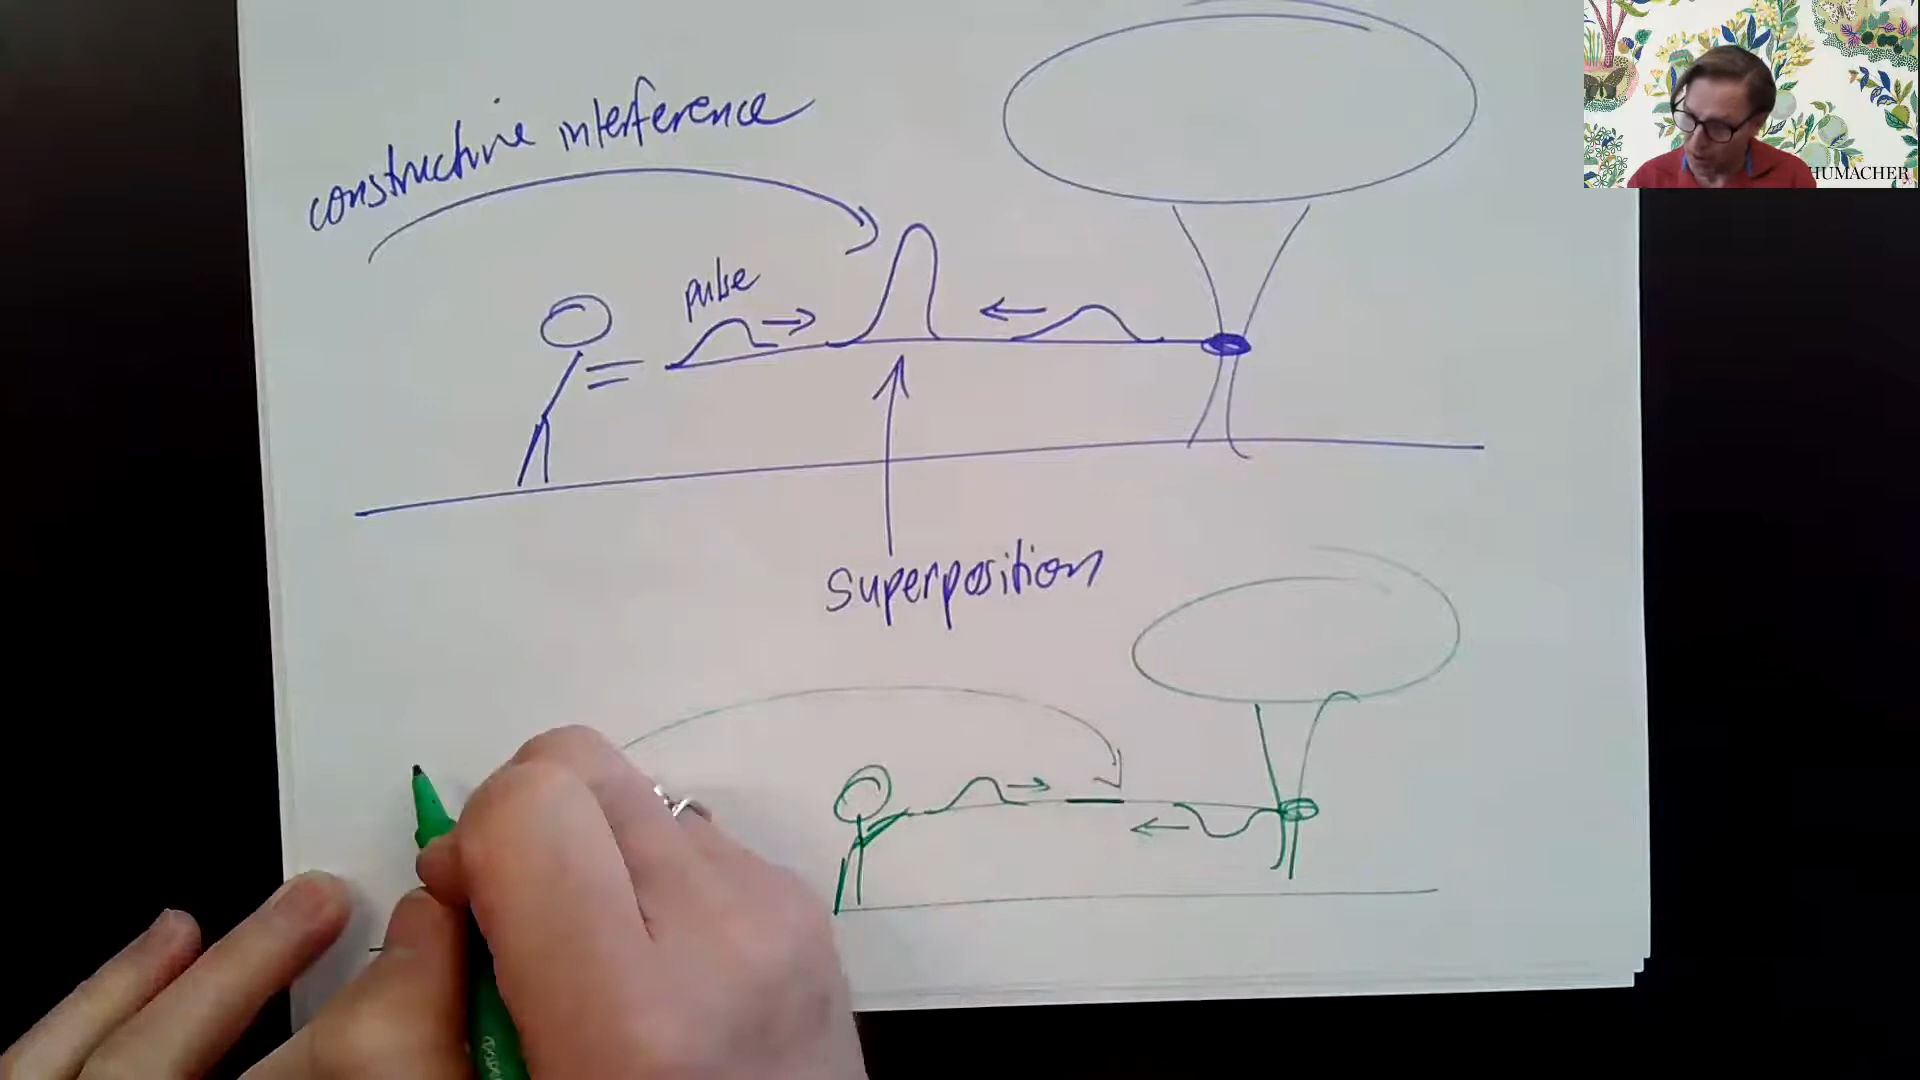 constructive interference
pulse
superposition
HUMACHER